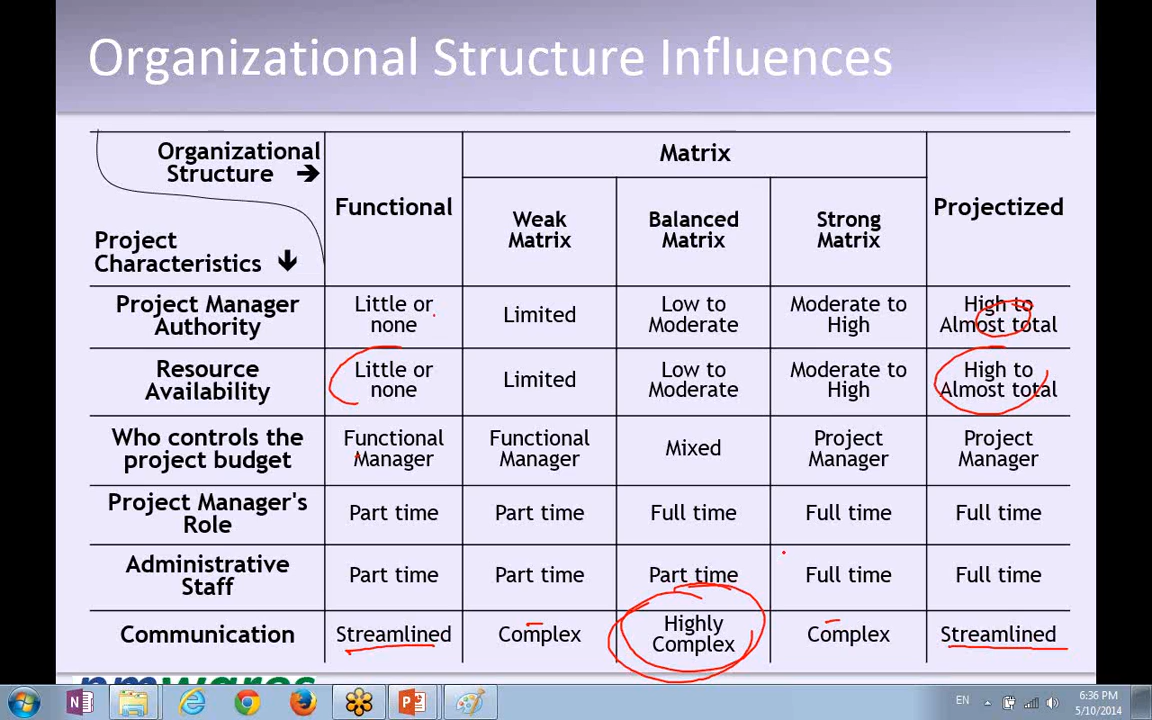 Organizational Structure Influences
Organizational
Structure →
Project
Characteristics ↓
Functional
Matrix
Weak
Matrix
Balanced
Matrix
Strong
Matrix
Projectized
Project Manager
Authority
Little or
none
Limited
Low to
Moderate
Moderate to
High
High to
Almost total
Resource
Availability
Little or
none
Limited
Low to
Moderate
Moderate to
High
High to
Almost total
Who controls the
project budget
Functional
Manager
Functional
Manager
Mixed
Project
Manager
Project
Manager
Project Manager's
Role
Part time
Part time
Full time
Full time
Full time
Administrative
Staff
Part time
Part time
Part time
Full time
Full time
Communication
Streamlined
Complex
Highly
Complex
Complex
Streamlined
pmwares
EN
6:36 PM
5/10/2014